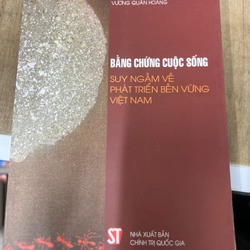 VƯƠNG QUÂN HOÀNG
BẰNG CHỨNG CUỘC SỐNG
SUY NGẪM VỀ
PHÁT TRIỂN BỀN VỮNG
VIỆT NAM
ST
NHÀ XUẤT BẢN
CHÍNH TRỊ QUỐC GIA